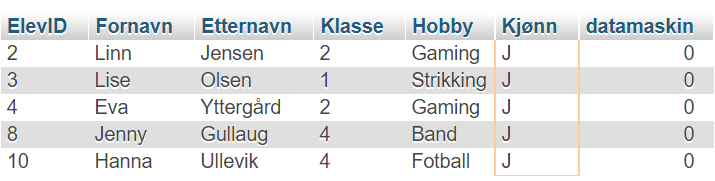 ElevID Fornavn Etternavn Klasse Hobby Kjønn datamaskin
2 Linn Jensen 2 Gaming J 0
3 Lise Olsen 1 Strikking J 0
4 Eva Yttergård 2 Gaming J 0
8 Jenny Gullaug 4 Band J 0
10 Hanna Ullevik 4 Fotball J 0